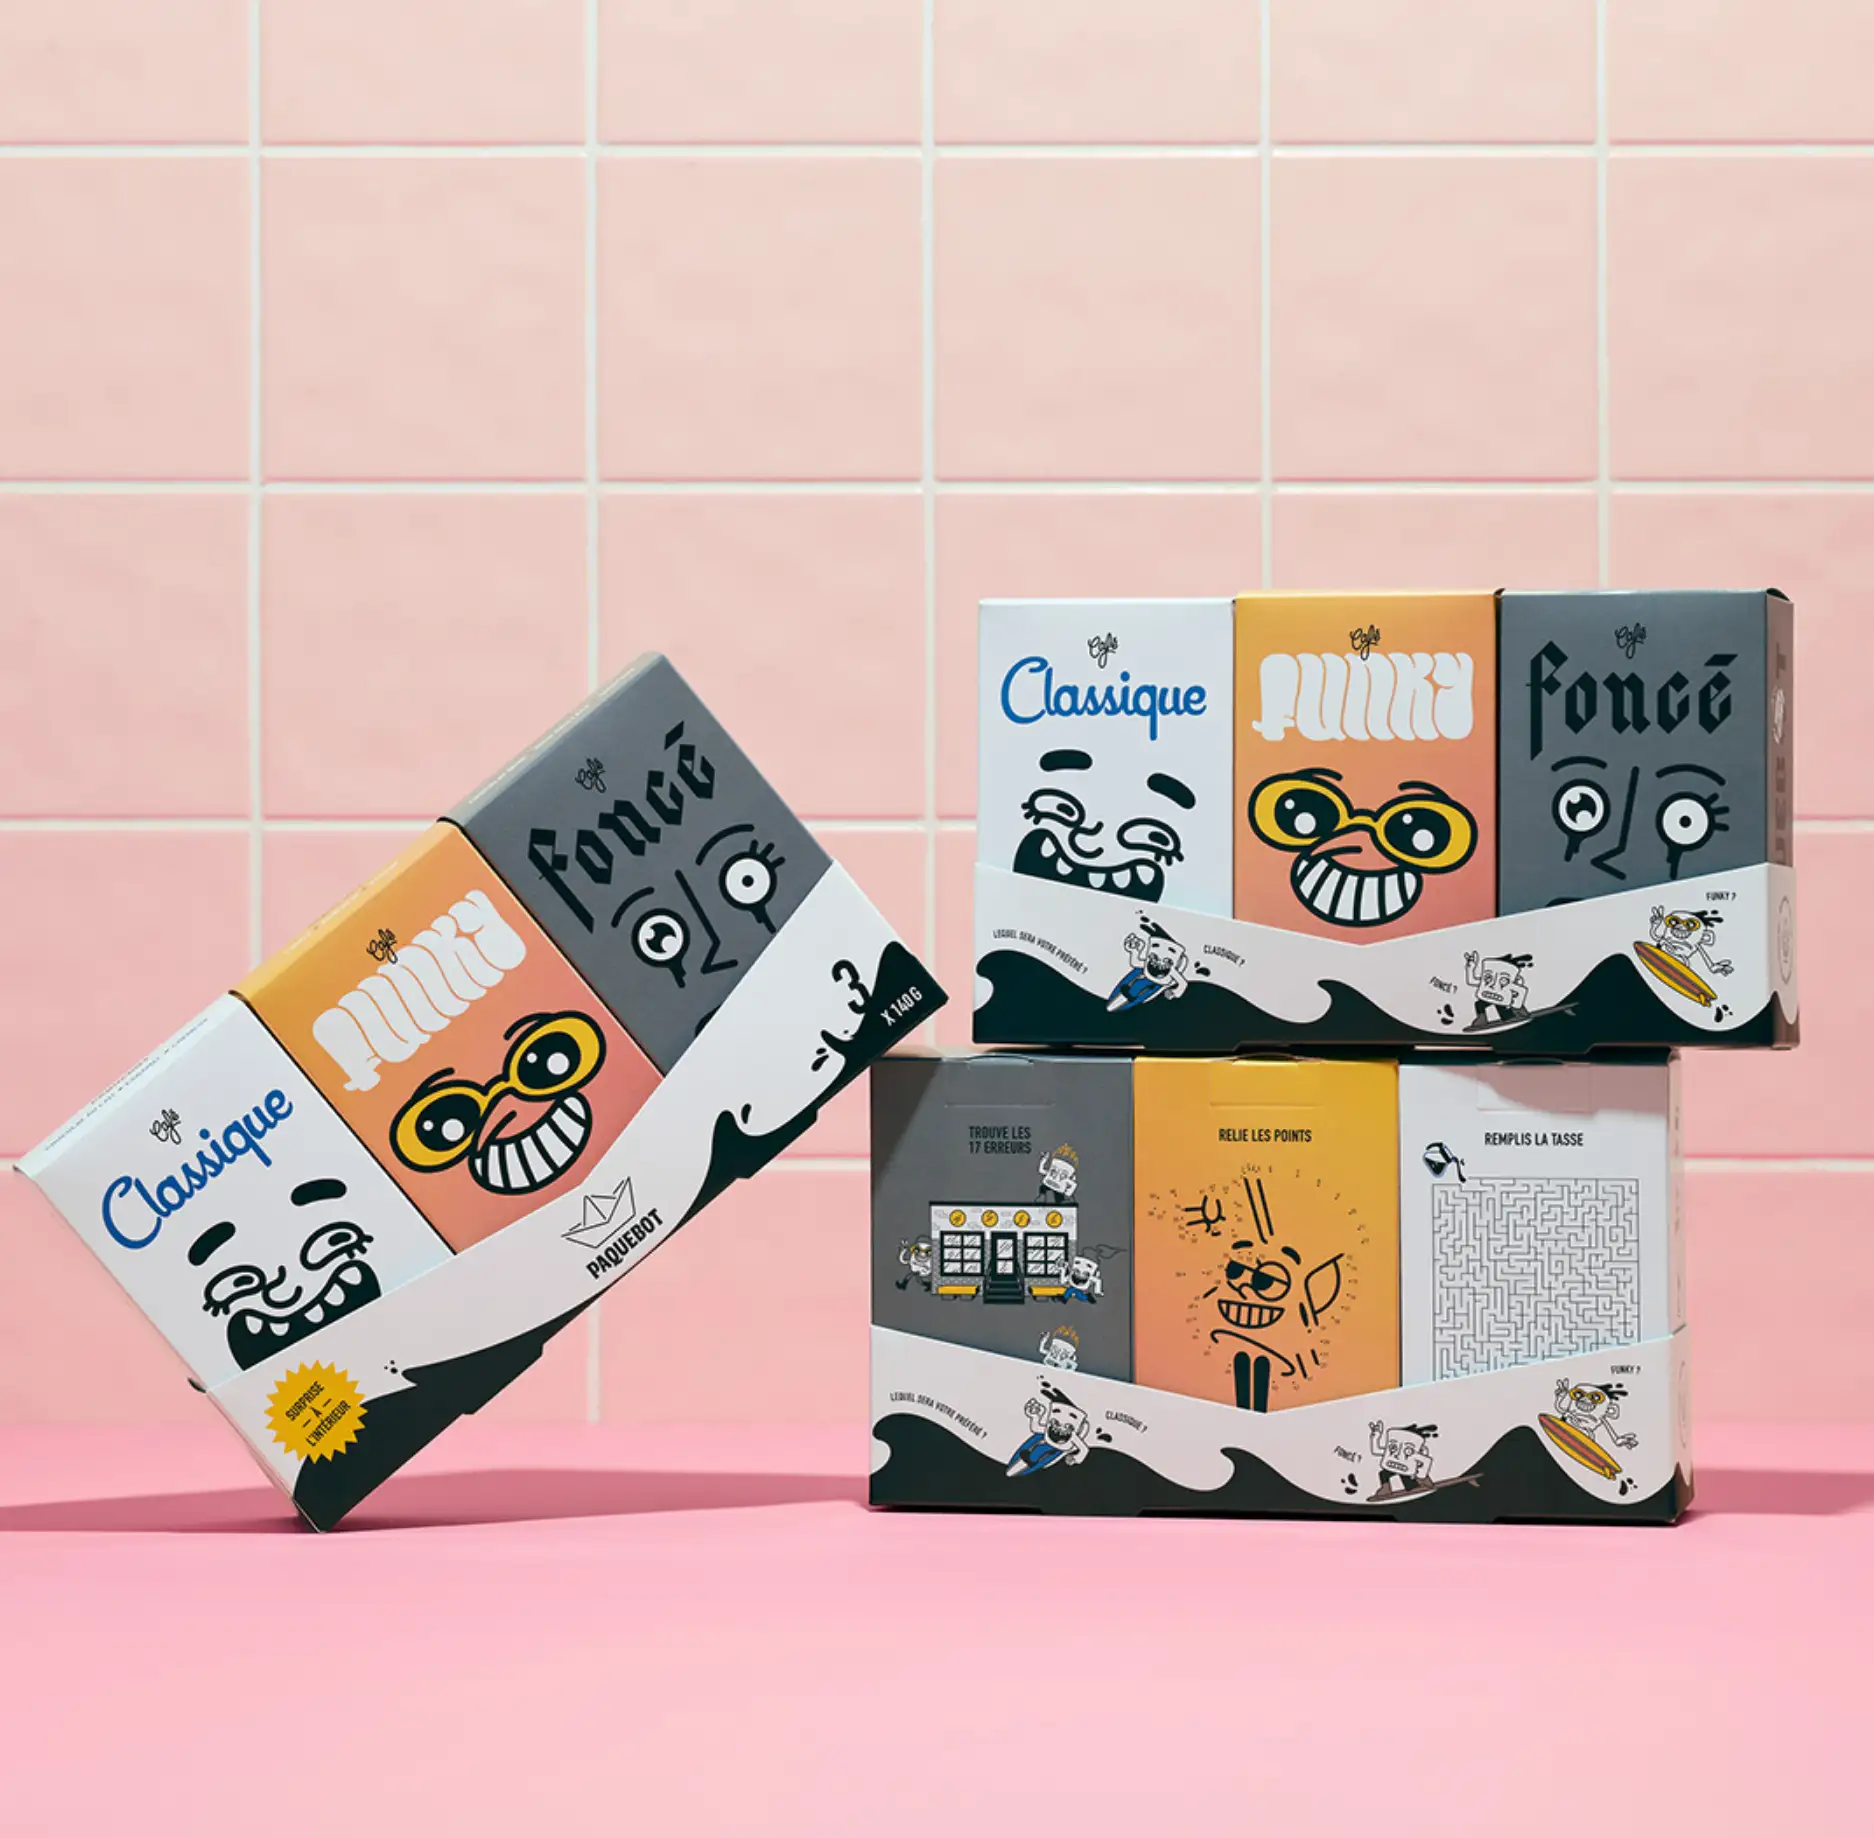 Café
Classique
Café
FUNKY
Café
foncé
3
X 140 G
PAQUEBOT
SURPRISE
— À —
L'INTÉRIEUR
Café
Classique
Café
FUNKY
Café
foncé
LEQUEL SERA VOTRE PRÉFÉRÉ ?
CLASSIQUE ?
FONCÉ ?
FUNKY ?
TROUVE LES
17 ERREURS
RELIE LES POINTS
REMPLIS LA TASSE
LEQUEL SERA VOTRE PRÉFÉRÉ ?
CLASSIQUE ?
FONCÉ ?
FUNKY ?